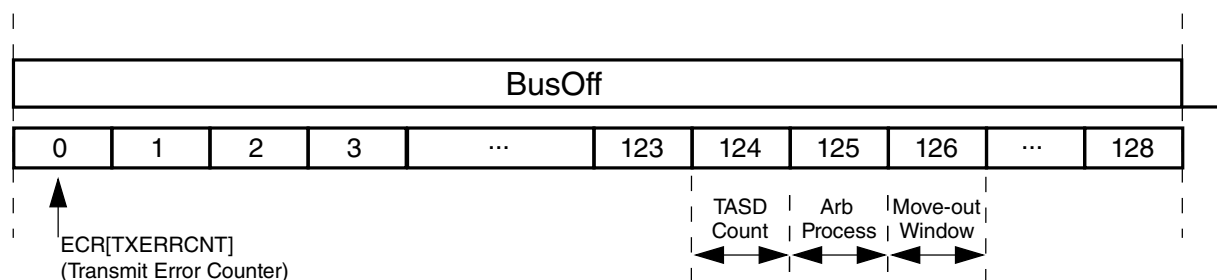 BusOff
0 1 2 3 ... 123 124 125 126 ... 128
TASD Count
Arb Process
Move-out Window
ECR[TXERRCNT]
(Transmit Error Counter)